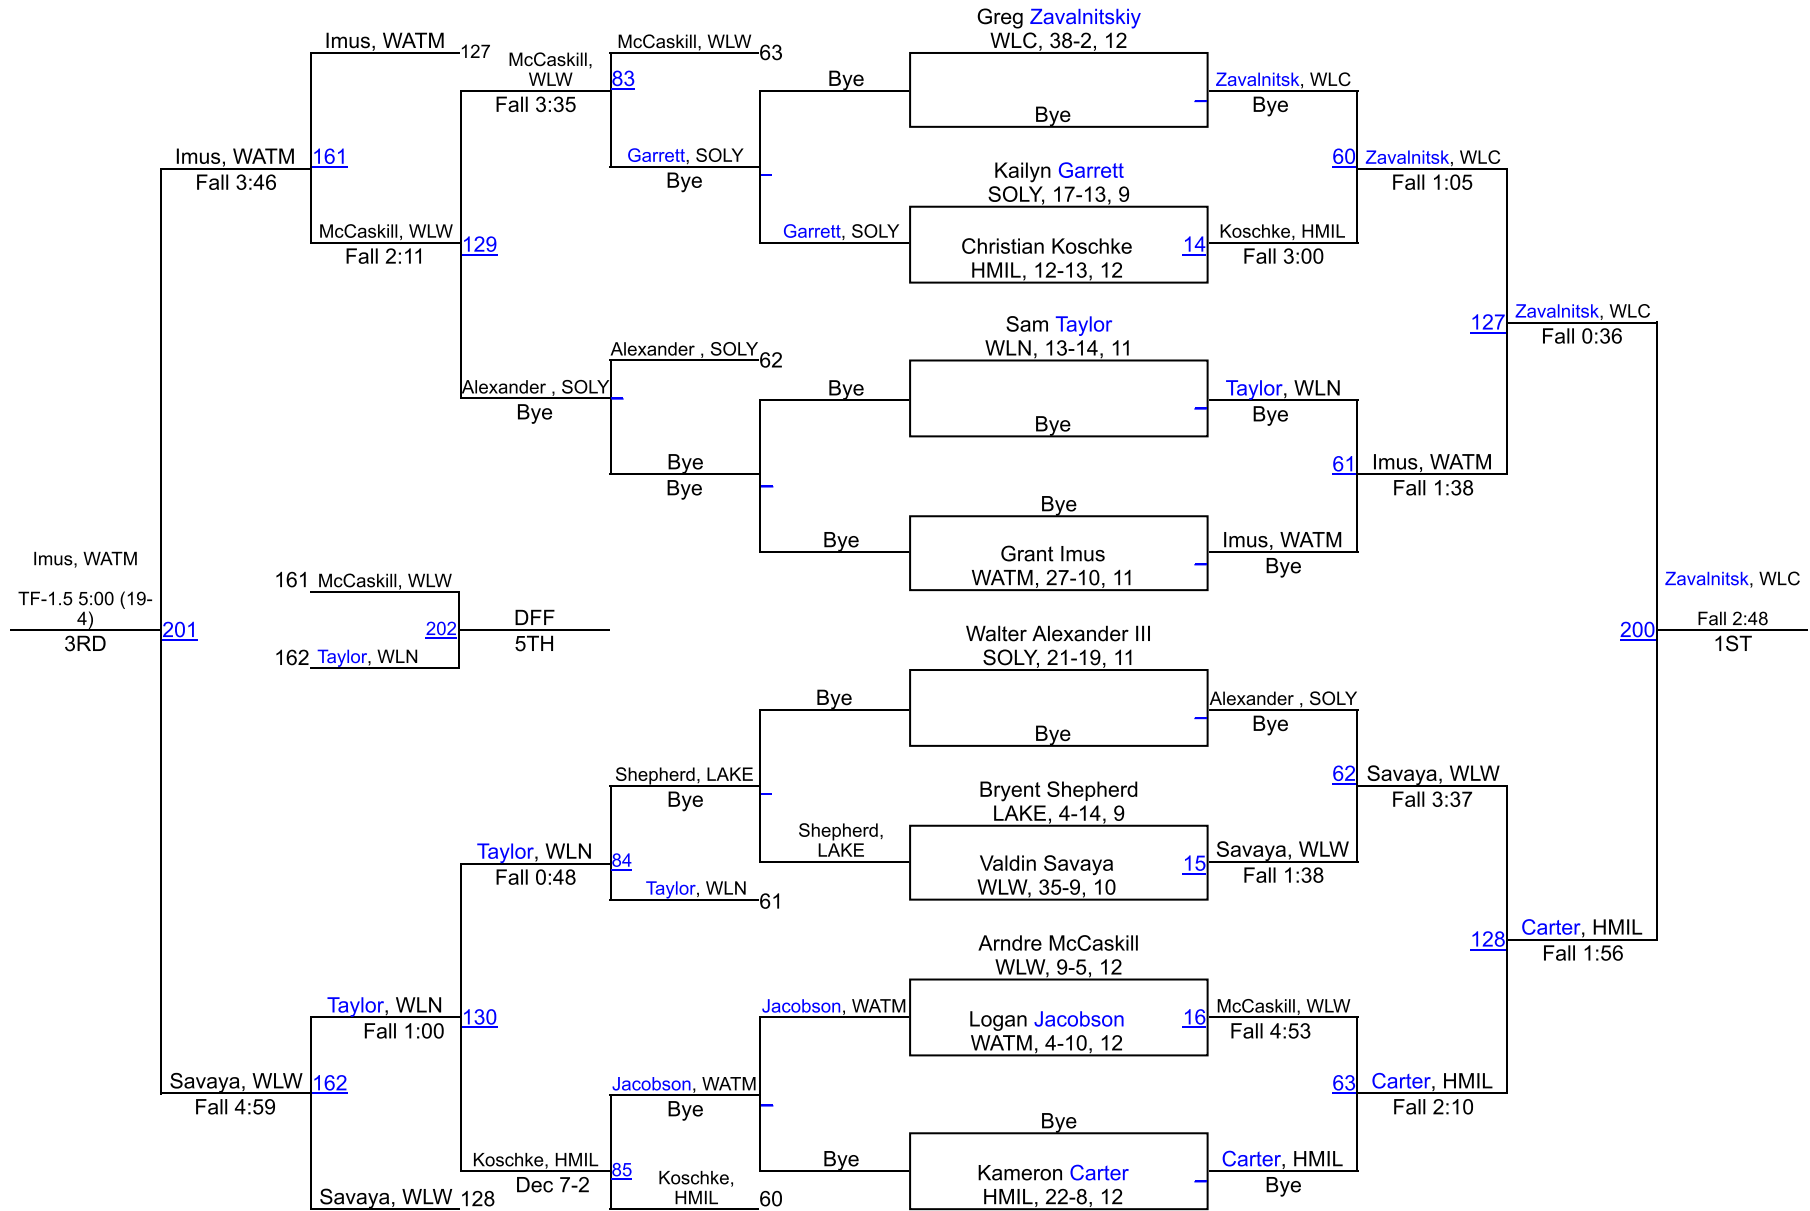 Greg Zavalnitskiy
WLC, 38-2, 12
Imus, WATM
127
McCaskill,
WLW
Fall 3:35
McCaskill, WLW
63
83
Bye
Bye
Zavalnitsk, WLC
Bye
Imus, WATM
Fall 3:46
161
Garrett, SOLY
Bye
Kailyn Garrett
SOLY, 17-13, 9
60
Zavalnitsk, WLC
Fall 1:05
McCaskill, WLW
Fall 2:11
129
Garrett, SOLY
Christian Koschke
HMIL, 12-13, 12
14
Koschke, HMIL
Fall 3:00
Sam Taylor
WLN, 13-14, 11
127
Zavalnitsk, WLC
Fall 0:36
Alexander , SOLY
62
Alexander , SOLY
Bye
Bye
Bye
Taylor, WLN
Bye
Bye
Bye
61
Imus, WATM
Fall 1:38
Bye
Bye
Grant Imus
WATM, 27-10, 11
Imus, WATM
Bye
Imus, WATM
TF-1.5 5:00 (19-
4)
3RD
201
161
McCaskill, WLW
162
Taylor, WLN
202
DFF
5TH
Zavalnitsk, WLC
Fall 2:48
1ST
200
Walter Alexander III
SOLY, 21-19, 11
Bye
Bye
Alexander , SOLY
Bye
Shepherd, LAKE
Bye
Bryent Shepherd
LAKE, 4-14, 9
62
Savaya, WLW
Fall 3:37
Shepherd,
LAKE
Valdin Savaya
WLW, 35-9, 10
15
Savaya, WLW
Fall 1:38
Taylor, WLN
Fall 0:48
84
Taylor, WLN
61
Arndre McCaskill
WLW, 9-5, 12
128
Carter, HMIL
Fall 1:56
Taylor, WLN
Fall 1:00
130
Jacobson, WATM
Logan Jacobson
WATM, 4-10, 12
16
McCaskill, WLW
Fall 4:53
Savaya, WLW
Fall 4:59
162
Jacobson, WATM
Bye
63
Carter, HMIL
Fall 2:10
Bye
Bye
Kameron Carter
HMIL, 22-8, 12
Carter, HMIL
Bye
Koschke, HMIL
Dec 7-2
85
Koschke,
HMIL
60
Savaya, WLW
128